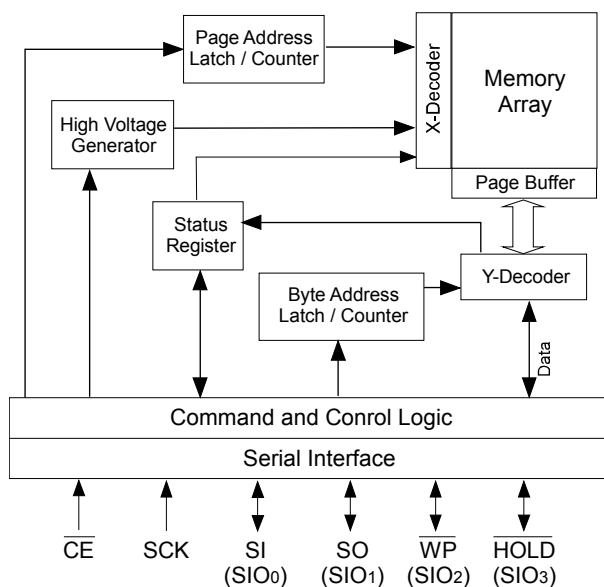 Page Address
Latch / Counter
X-Decoder
Memory
Array
High Voltage
Generator
Page Buffer
Status
Register
Y-Decoder
Byte Address
Latch / Counter
Data
Command and Conrol Logic
Serial Interface
CE SCK SI SO WP HOLD
(SIO0) (SIO1) (SIO2) (SIO3)